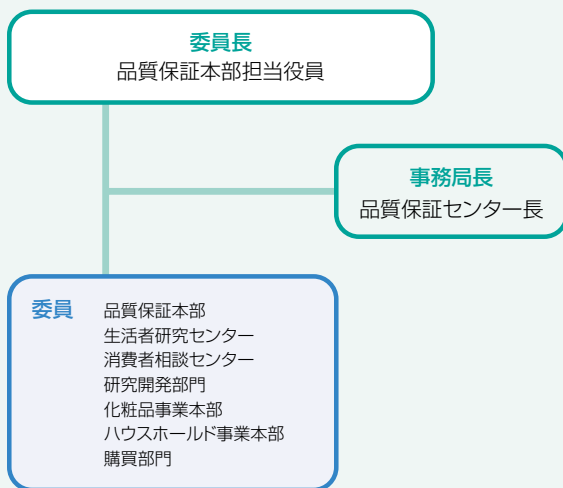 委員長
品質保証本部担当役員
事務局長
品質保証センター長
委員
品質保証本部
生活者研究センター
消費者相談センター
研究開発部門
化粧品事業本部
ハウスホールド事業本部
購買部門